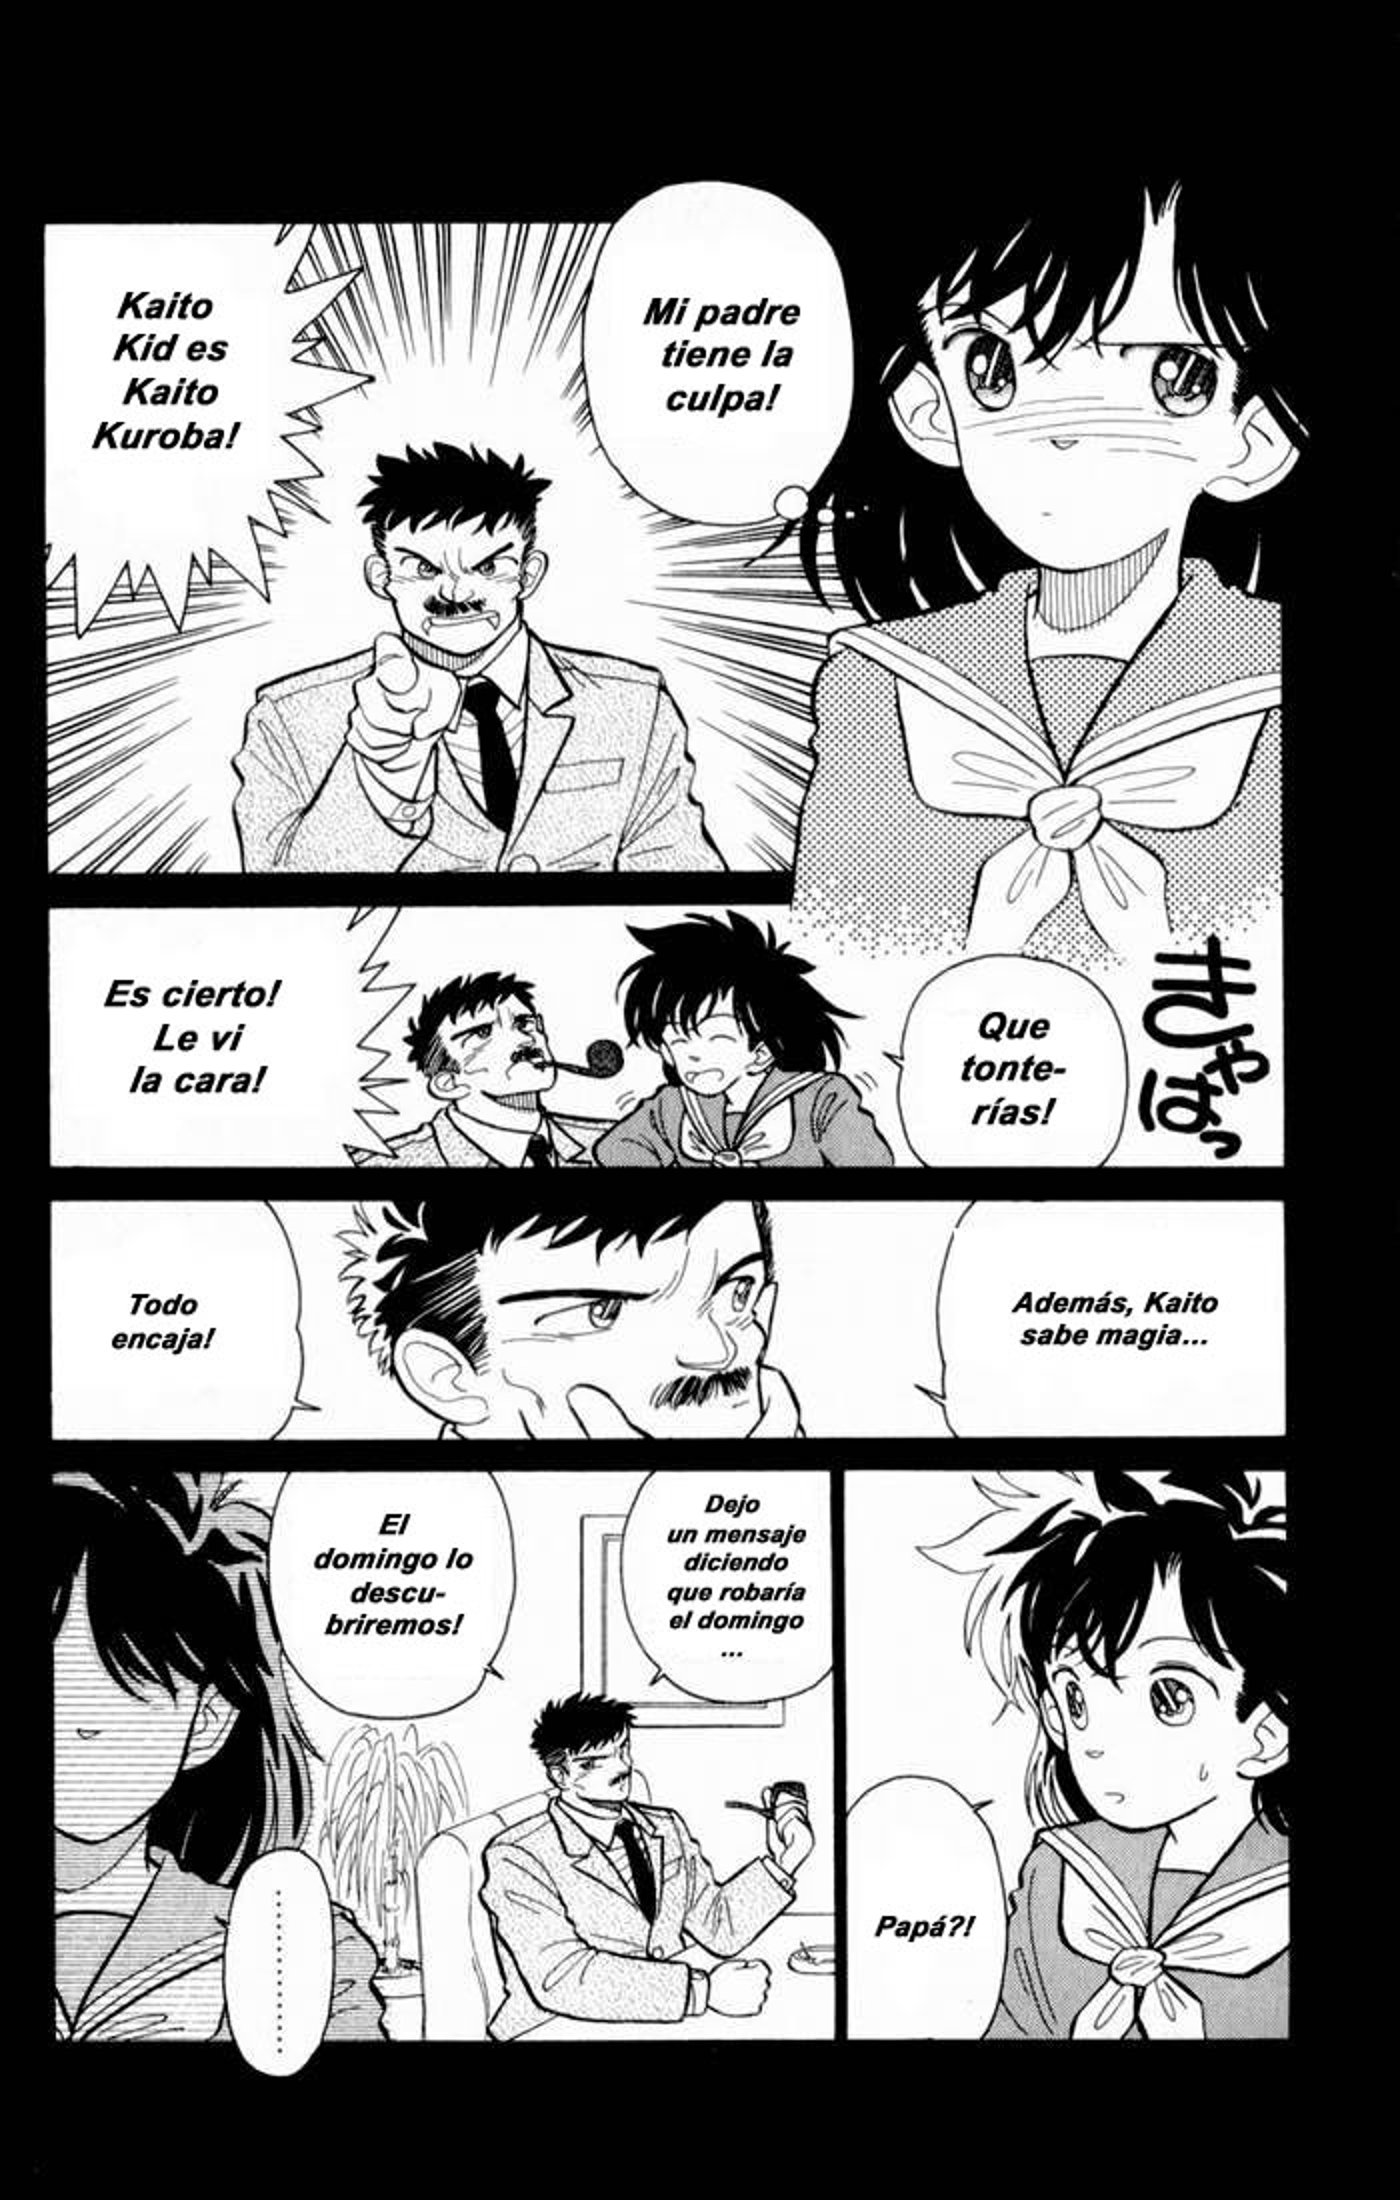 Mi padre
tiene la
culpa!
Kaito
Kid es
Kaito
Kuroba!
きゃ
はっ
Que
tonte-
rías!
Es cierto!
Le vi
la cara!
Además, Kaito
sabe magia...
Todo
encaja!
Papá?!
Dejo
un mensaje
diciendo
que robaría
el domingo
...
El
domingo lo
descu-
briremos!
............